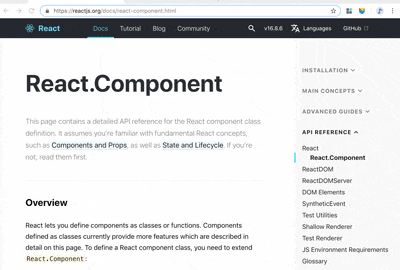 https://reactjs.org/docs/react-component.html
React
Docs
Tutorial
Blog
Community
v16.8.6
Languages
GitHub
React.Component
This page contains a detailed API reference for the React component class
definition. It assumes you're familiar with fundamental React concepts,
such as Components and Props, as well as State and Lifecycle. If you're
not, read them first.
Overview
React lets you define components as classes or functions. Components
defined as classes currently provide more features which are described in
detail on this page. To define a React component class, you need to extend
React.Component:
INSTALLATION
MAIN CONCEPTS
ADVANCED GUIDES
API REFERENCE
React
React.Component
ReactDOM
ReactDOMServer
DOM Elements
SyntheticEvent
Test Utilities
Shallow Renderer
Test Renderer
JS Environment Requirements
Glossary